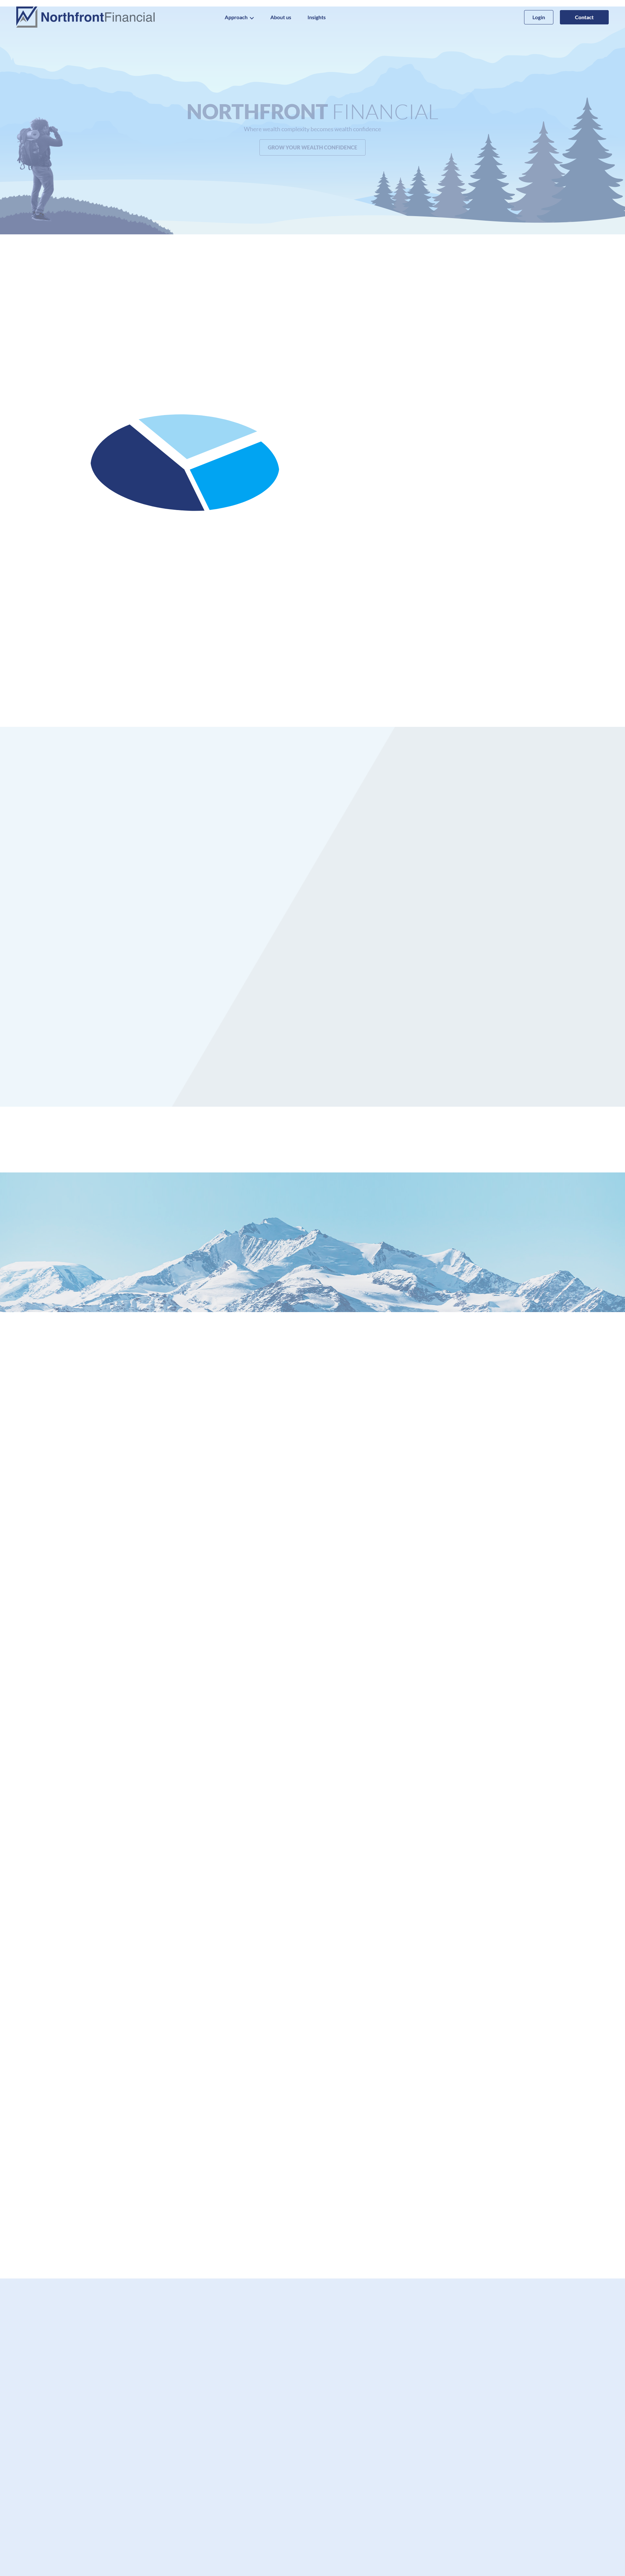 NorthfrontFinancial
Approach
About us
Insights
Login
Contact
NORTHFRONT FINANCIAL
Where wealth complexity becomes wealth confidence
GROW YOUR WEALTH CONFIDENCE